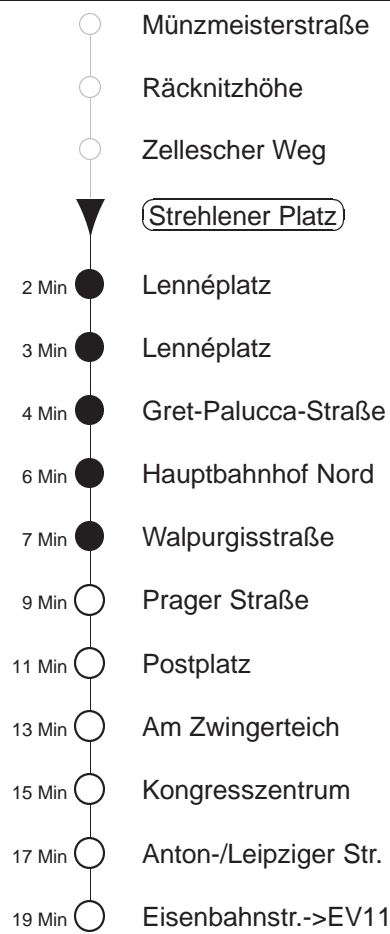 Münzmeisterstraße
Räcknitzhöhe
Zellescher Weg
Strehlener Platz
2 Min Lennéplatz
3 Min Lennéplatz
4 Min Gret-Palucca-Straße
6 Min Hauptbahnhof Nord
7 Min Walpurgisstraße
9 Min Prager Straße
11 Min Postplatz
13 Min Am Zwingerteich
15 Min Kongresszentrum
17 Min Anton-/Leipziger Str.
19 Min Eisenbahnstr.->EV11